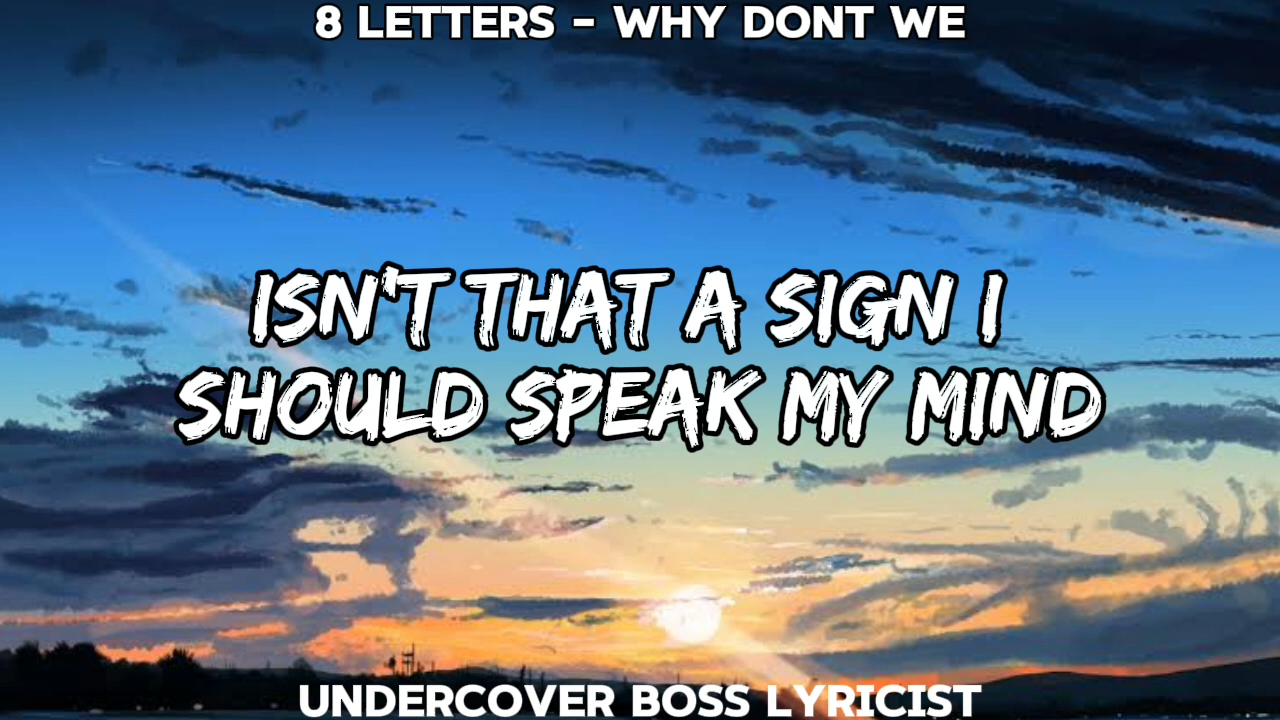 8 LETTERS - WHY DONT WE
ISN'T THAT A SIGN I
SHOULD SPEAK MY MIND
UNDERCOVER BOSS LYRICIST